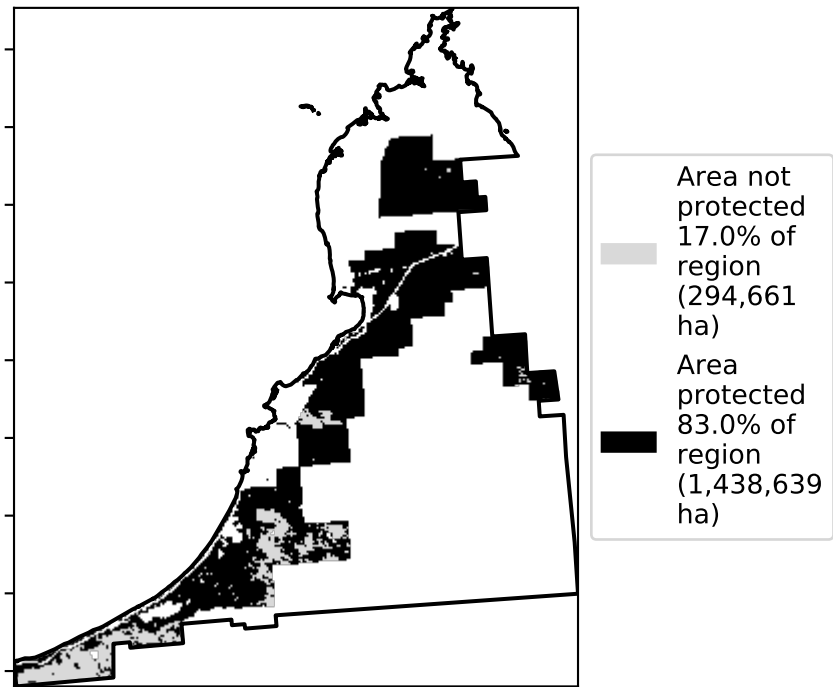 Area not
protected
17.0% of
region
(294,661
ha)
Area
protected
83.0% of
region
(1,438,639
ha)